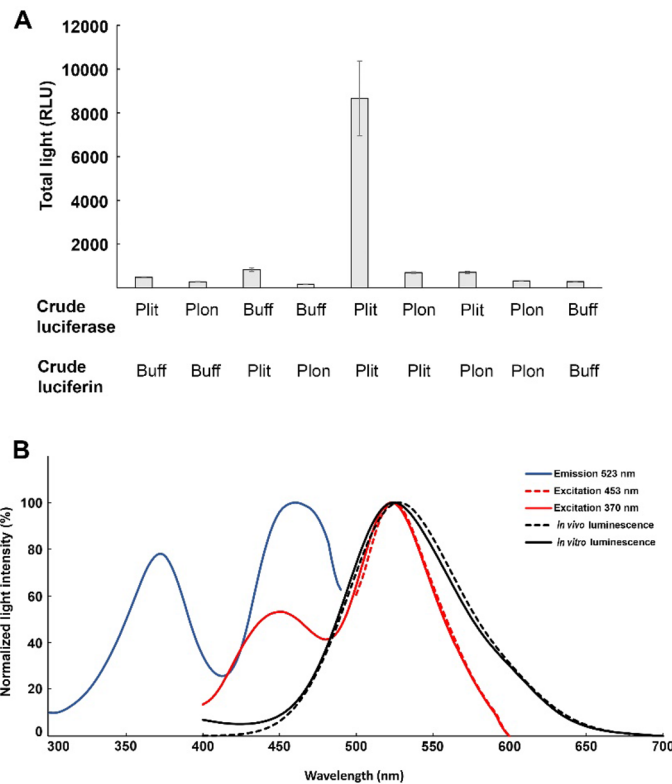 A
12000
10000
8000
6000
4000
2000
Total light (RLU)
Crude luciferase Plit Plon Buff Buff Plit Plon Plit Plon Buff
Crude luciferin Buff Buff Plit Plon Plit Plit Plon Plon Buff
B
Emission 523 nm
Excitation 453 nm
Excitation 370 nm
in vivo luminescence
in vitro luminescence
100
80
60
40
20
0
Normalized light intensity (%)
300 350 400 450 500 550 600 650 700
Wavelength (nm)